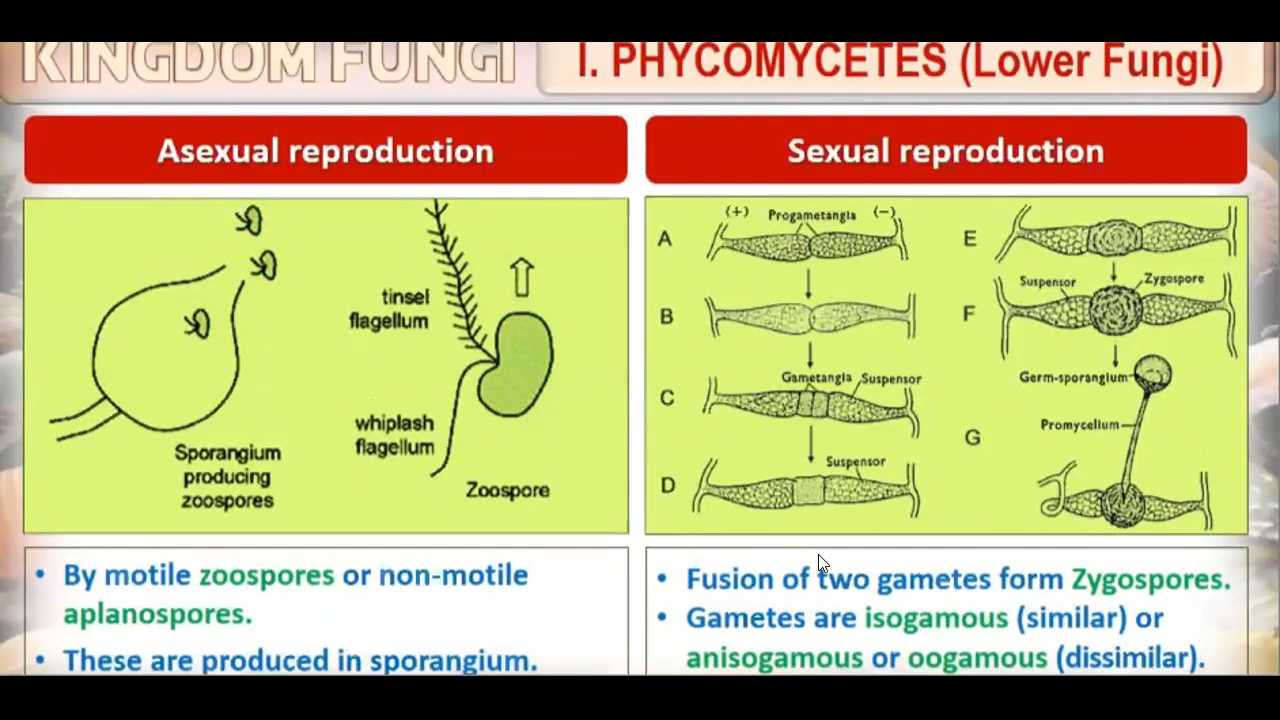 KINGDOM FUNGI
I. PHYCOMYCETES (Lower Fungi)
Asexual reproduction
tinsel
flagellum
whiplash
flagellum
Sporangium
producing
zoospores
Zoospore
• By motile zoospores or non-motile
aplanospores.
• These are produced in sporangium.
Sexual reproduction
A
(+) Progametangia (−)
B
C
Gametangia Suspensor
D
Suspensor
E
F
Suspensor Zygospore
G
Germ-sporangium
Promycelium
• Fusion of two gametes form Zygospores.
• Gametes are isogamous (similar) or
anisogamous or oogamous (dissimilar).